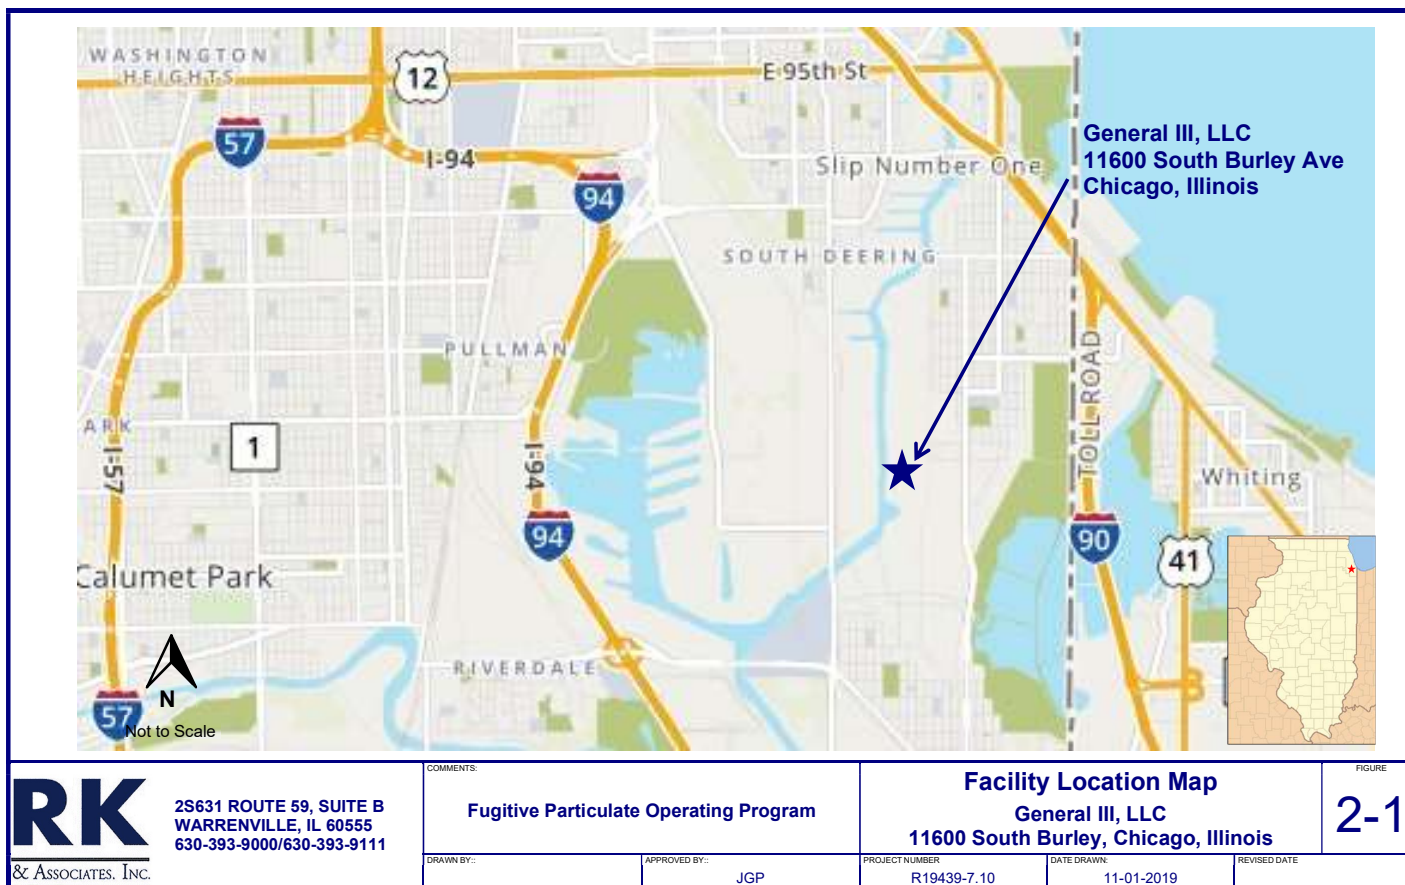 WASHINGTON
HEIGHTS
12
E 95th St
57
I-94
94
Slip Number One
General III, LLC
11600 South Burley Ave
Chicago, Illinois
SOUTH DEERING
PULLMAN
TOLL ROAD
ARK
1
I-57
I-94
94
Whiting
90
41
Calumet Park
RIVERDALE
N
57
Not to Scale
RK
& ASSOCIATES, INC.
2S631 ROUTE 59, SUITE B
WARRENVILLE, IL 60555
630-393-9000/630-393-9111
COMMENTS:
Fugitive Particulate Operating Program
Facility Location Map
General III, LLC
11600 South Burley, Chicago, Illinois
FIGURE
2-1
DRAWN BY::
APPROVED BY::
JGP
PROJECT NUMBER
R19439-7.10
DATE DRAWN:
11-01-2019
REVISED DATE